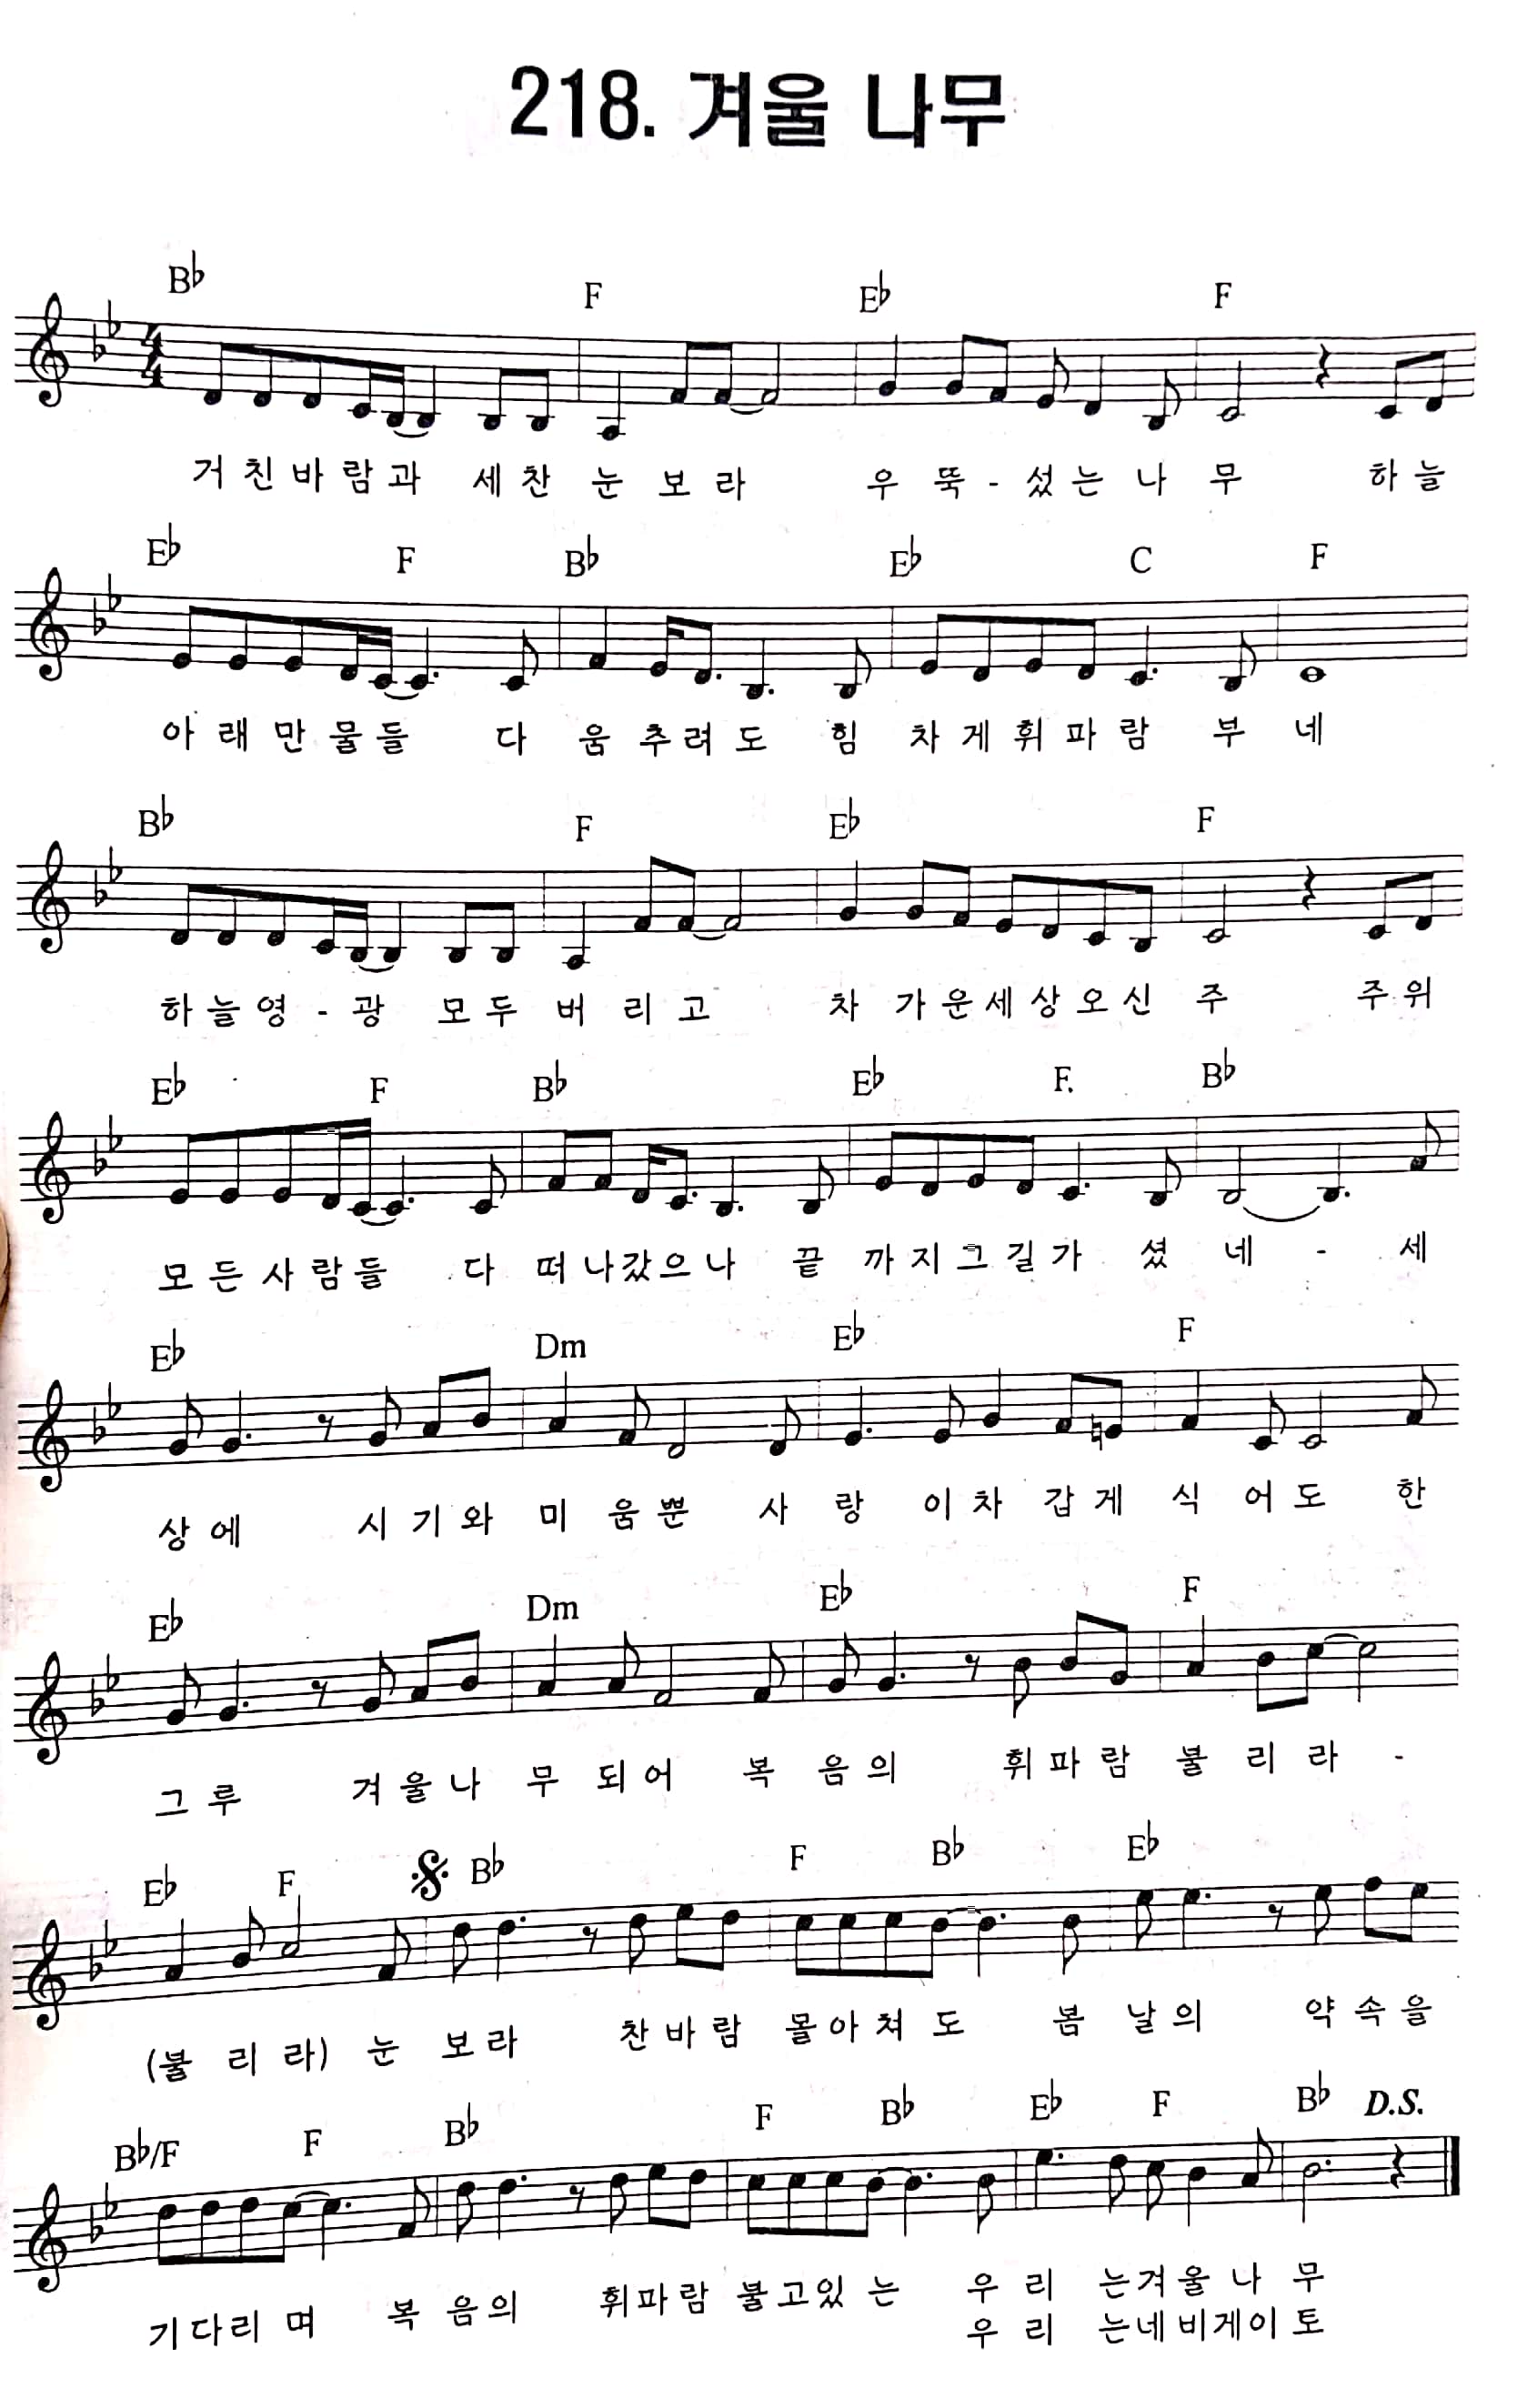 218. 겨울 나무
B♭ F E♭ F
거 친 바 람 과 세 찬 눈 보 라 우 뚝 - 섰 는 나 무 하 늘
E♭ F B♭ E♭ C F
아 래 만 물 들 다 움 추 려 도 힘 차 게 휘 파 람 부 네
B♭ F E♭ F
하 늘 영 - 광 모 두 버 리 고 차 가 운 세 상 오 신 주 주 위
E♭ F B♭ E♭ F. B♭
모 든 사 람 들 다 떠 나 갔 으 나 끝 까 지 그 길 가 셨 네 - 세
E♭ Dm E♭ F
상 에 시 기 와 미 움 뿐 사 랑 이 차 갑 게 식 어 도 한
E♭ Dm E♭ F
그 루 겨 울 나 무 되 어 복 음 의 휘 파 람 불 리 라 -
E♭ F B♭ F B♭ E♭
(불 리 라) 눈 보 라 찬 바 람 몰 아 쳐 도 봄 날 의 약 속 을
B♭/F F B♭ F B♭ E♭ F B♭ D.S.
기 다 리 며 복 음 의 휘 파 람 불 고 있 는 우 리 는 겨 울 나 무
우 리 는 네 비 게 이 토